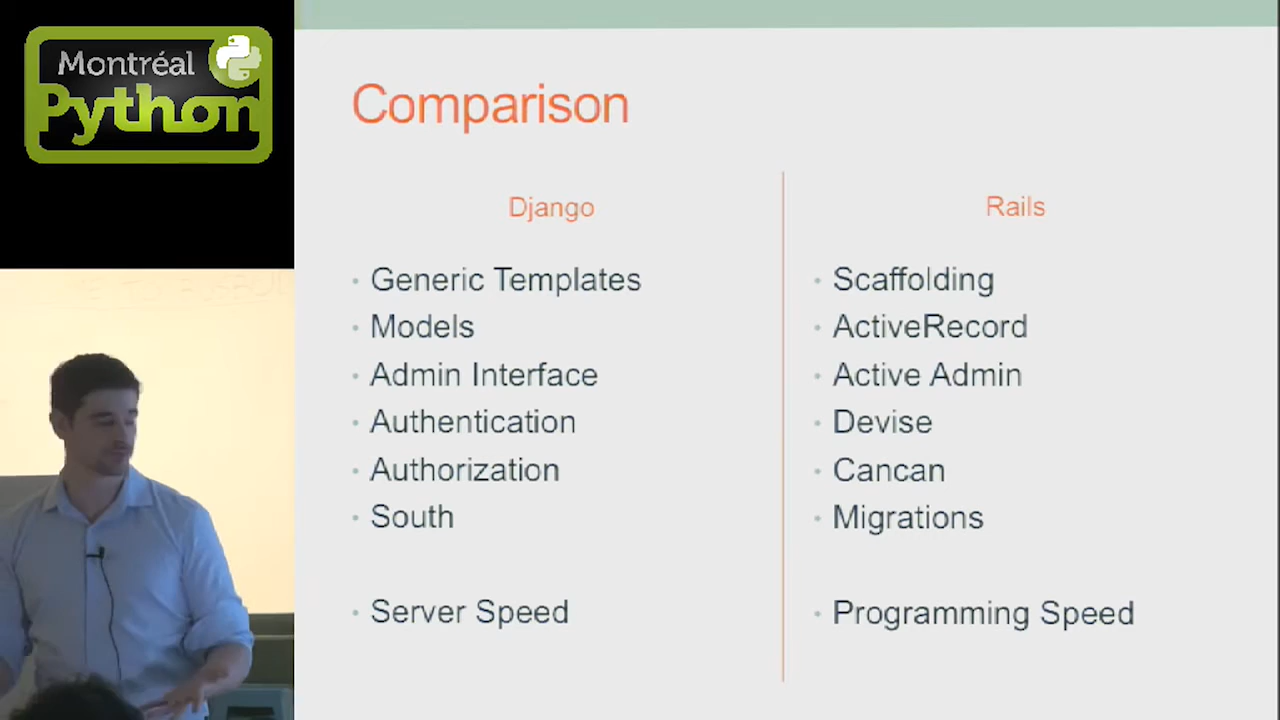 Montréal
Python
Comparison
Django
Generic Templates
Models
Admin Interface
Authentication
Authorization
South
Server Speed
Rails
Scaffolding
ActiveRecord
Active Admin
Devise
Cancan
Migrations
Programming Speed